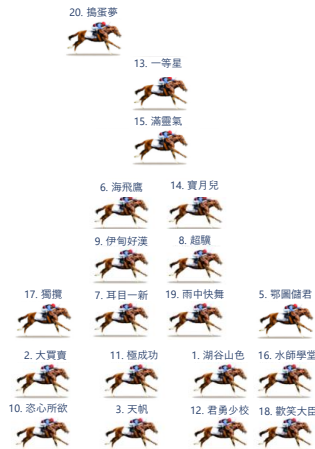 20. 搗蛋夢
13. 一等星
15. 滿靈氣
6. 海飛鷹 14. 寶月兒
9. 伊甸好漢 8. 超驥
17. 獨攬 7. 耳目一新 19. 雨中快舞 5. 鄂圖儲君
2. 大買賣 11. 極成功 1. 湖谷山色 16. 水師學堂
10. 恣心所欲 3. 天帆 12. 君勇少校 18. 歡笑大臣